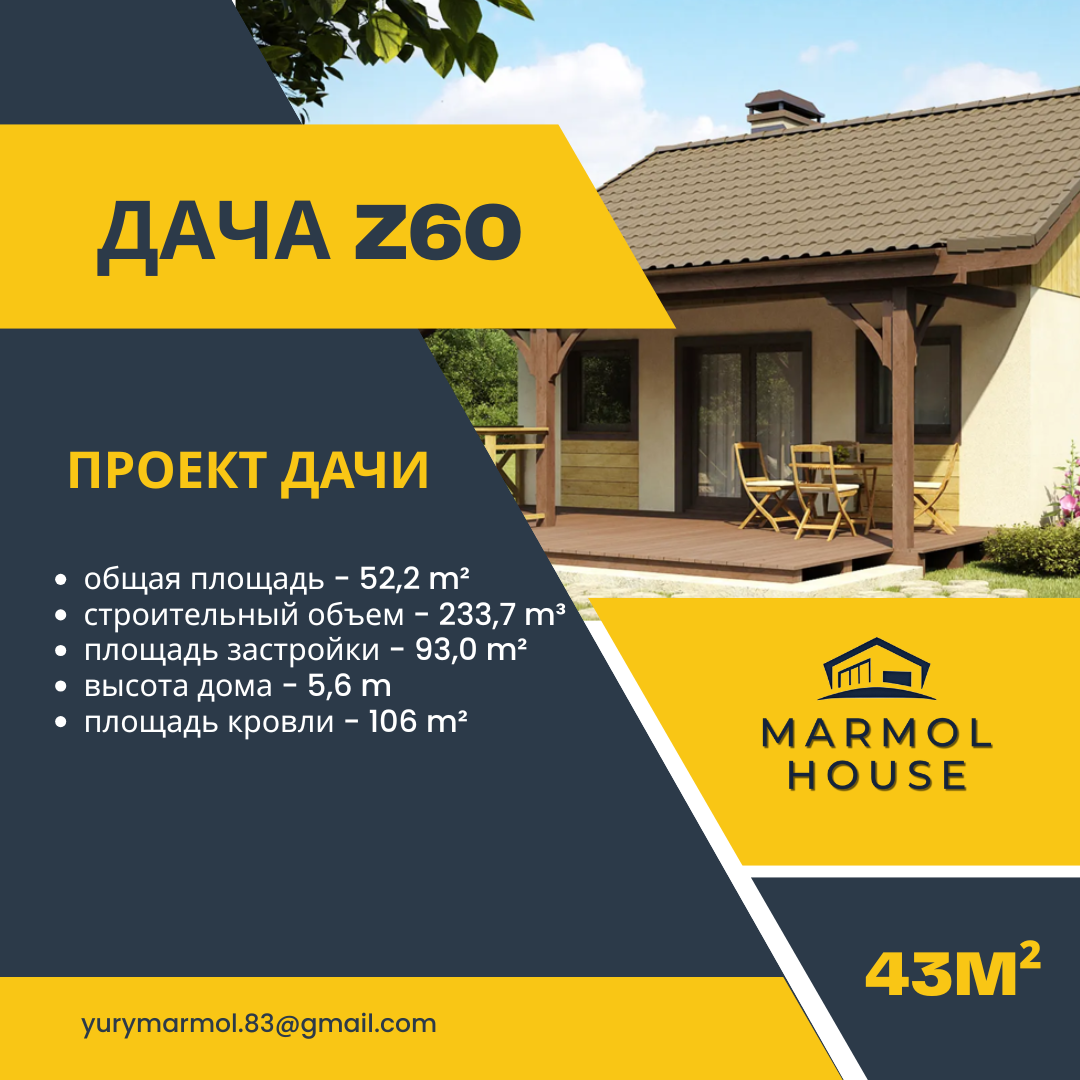 ДАЧА Z60
ПРОЕКТ ДАЧИ
• общая площадь - 52,2 m²
• строительный объем - 233,7 m³
• площадь застройки - 93,0 m²
• высота дома - 5,6 m
• площадь кровли - 106 m²
MARMOL
HOUSE
43М²
yurymarmol.83@gmail.com